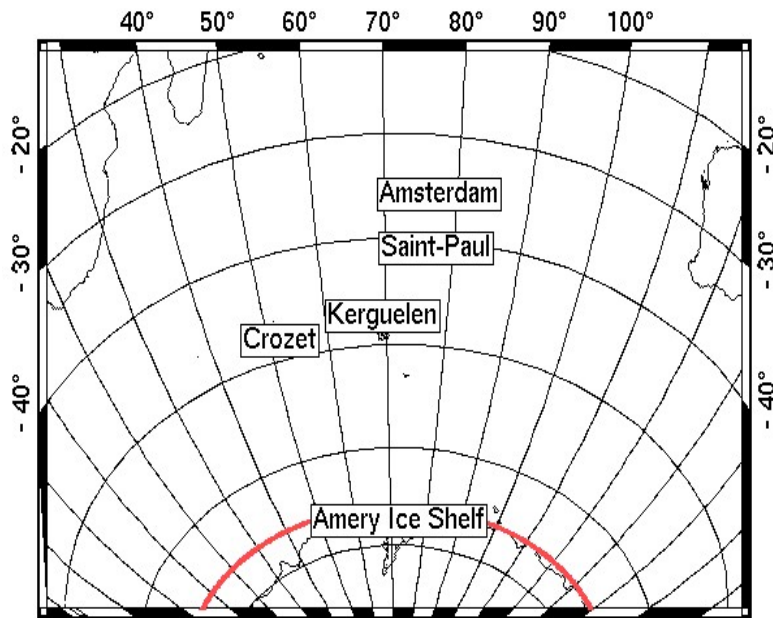 40° 50° 60° 70° 80° 90° 100°
- 20°
- 30°
- 40°
- 20°
- 30°
- 40°
Amsterdam
Saint-Paul
Kerguelen
Crozet
Amery Ice Shelf